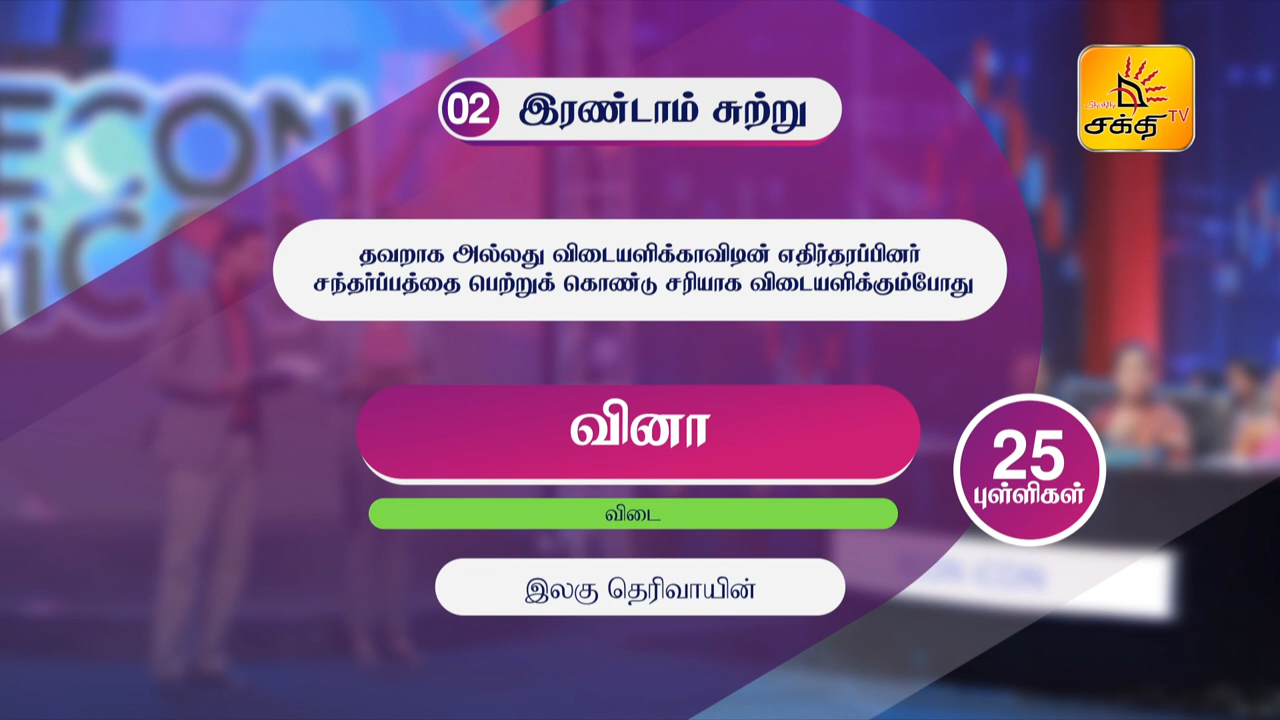 02 இரண்டாம் சுற்று
சக்தி TV
தவறாக அல்லது விடையளிக்காவிடின் எதிர்தரப்பினர்
சந்தர்ப்பத்தை பெற்றுக் கொண்டு சரியாக விடையளிக்கும்போது
வினா
விடை
25
புள்ளிகள்
இலகு தெரிவாயின்
ECON